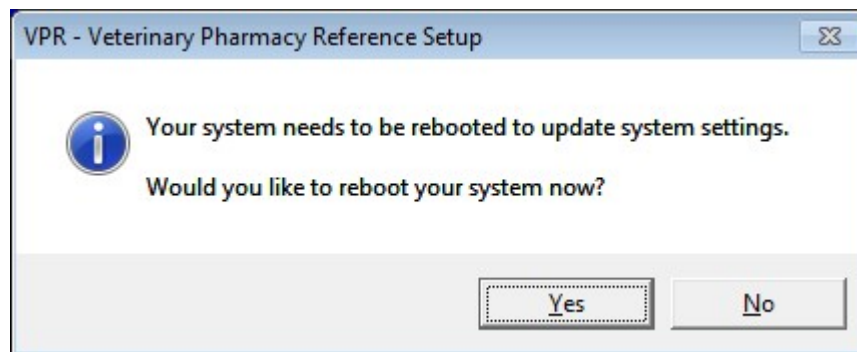 VPR - Veterinary Pharmacy Reference Setup
Your system needs to be rebooted to update system settings.
Would you like to reboot your system now?
Yes No